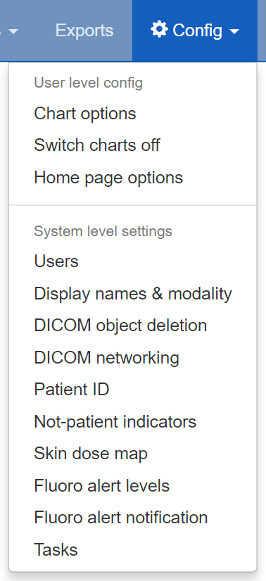 Exports
Config
User level config
Chart options
Switch charts off
Home page options
System level settings
Users
Display names & modality
DICOM object deletion
DICOM networking
Patient ID
Not-patient indicators
Skin dose map
Fluoro alert levels
Fluoro alert notification
Tasks